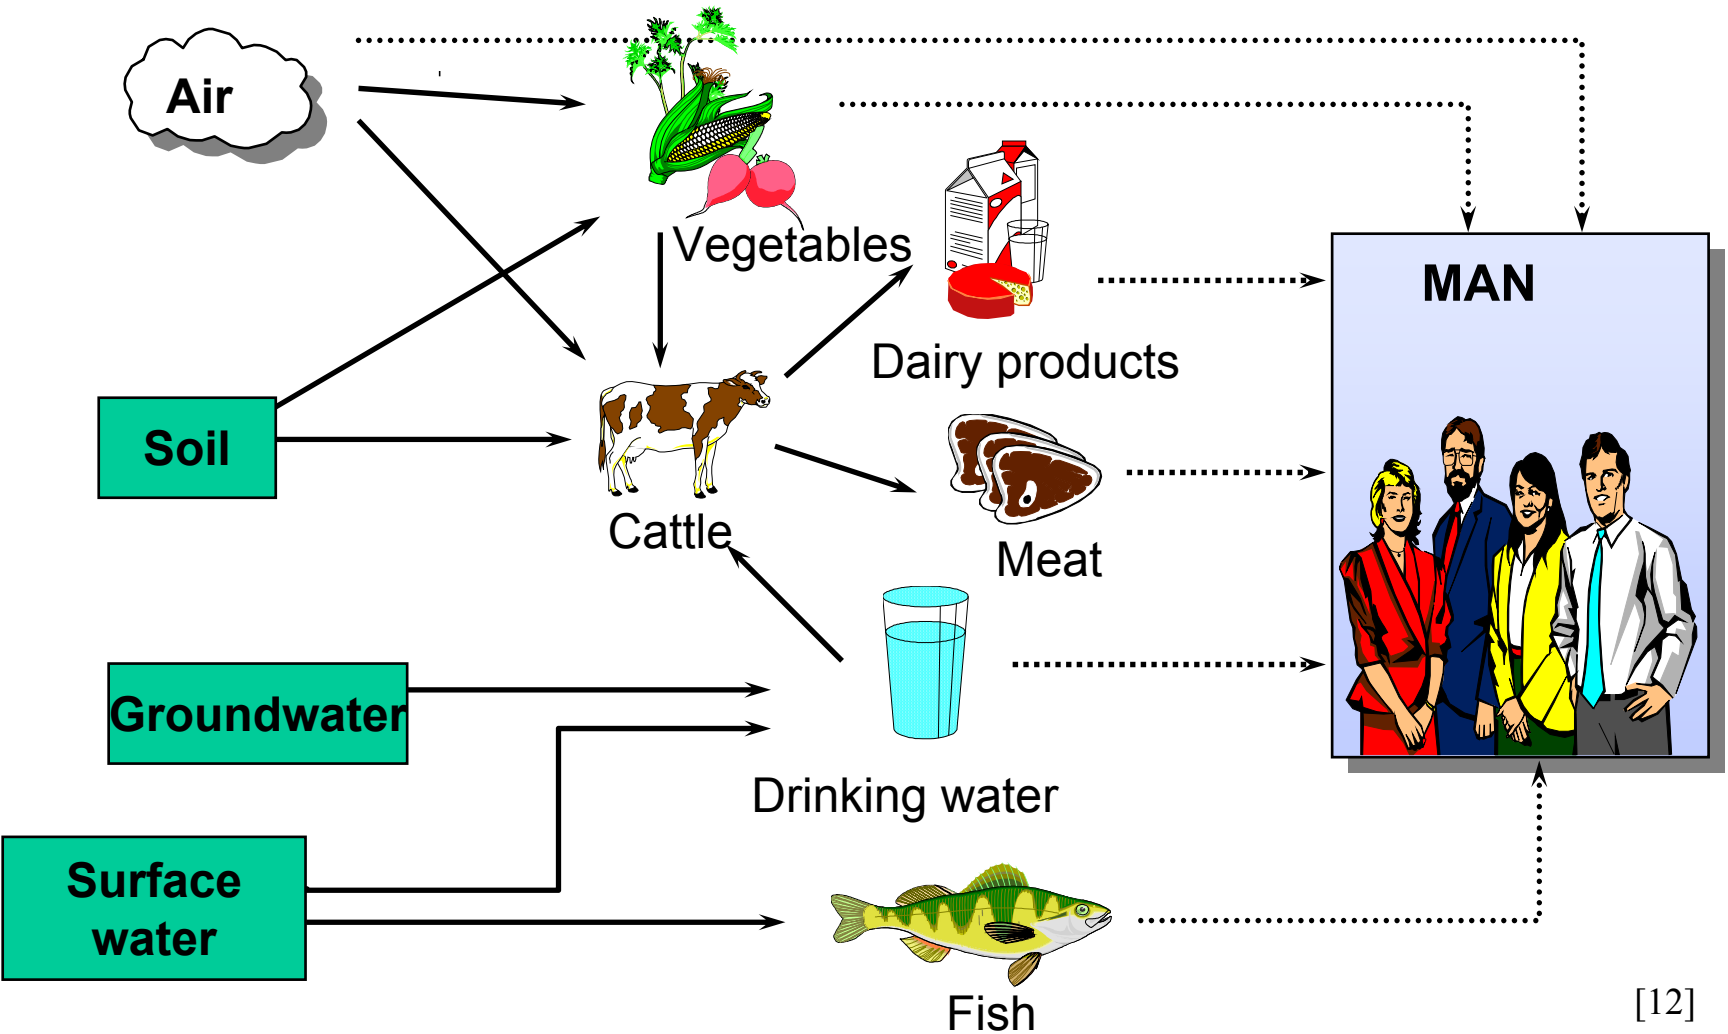 Air
Vegetables
MAN
Dairy products
Soil
Cattle
Meat
Groundwater
Drinking water
Surface
water
Fish
[12]